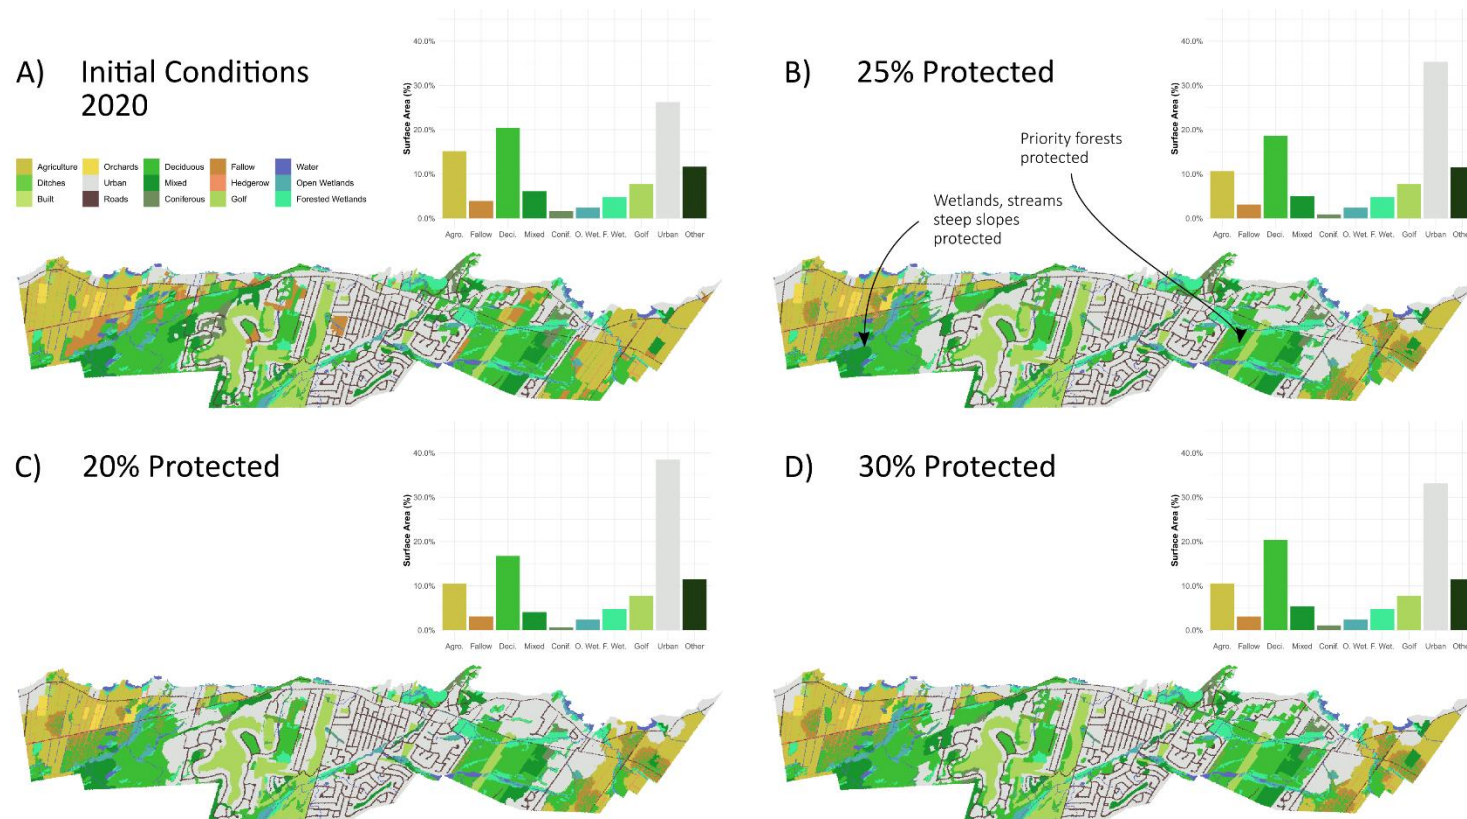 A) Initial Conditions
2020
Agriculture Orchards Deciduous Fallow Water
Ditches Urban Mixed Hedgerow Open Wetlands
Built Roads Coniferous Golf Forested Wetlands
Surface Area (%)
40.0%
30.0%
20.0%
10.0%
0.0%
Agro. Fallow Deci. Mixed Conif. O. Wet. F. Wet. Golf Urban Other
B) 25% Protected
Priority forests
protected
Wetlands, streams
steep slopes
protected
Surface Area (%)
40.0%
30.0%
20.0%
10.0%
0.0%
Agro. Fallow Deci. Mixed Conif. O. Wet. F. Wet. Golf Urban Othe
C) 20% Protected
Surface Area (%)
40.0%
30.0%
20.0%
10.0%
0.0%
Agro. Fallow Deci. Mixed Conif. O. Wet. F. Wet. Golf Urban Other
D) 30% Protected
Surface Area (%)
40.0%
30.0%
20.0%
10.0%
0.0%
Agro. Fallow Deci. Mixed Conif. O. Wet. F. Wet. Golf Urban Othe